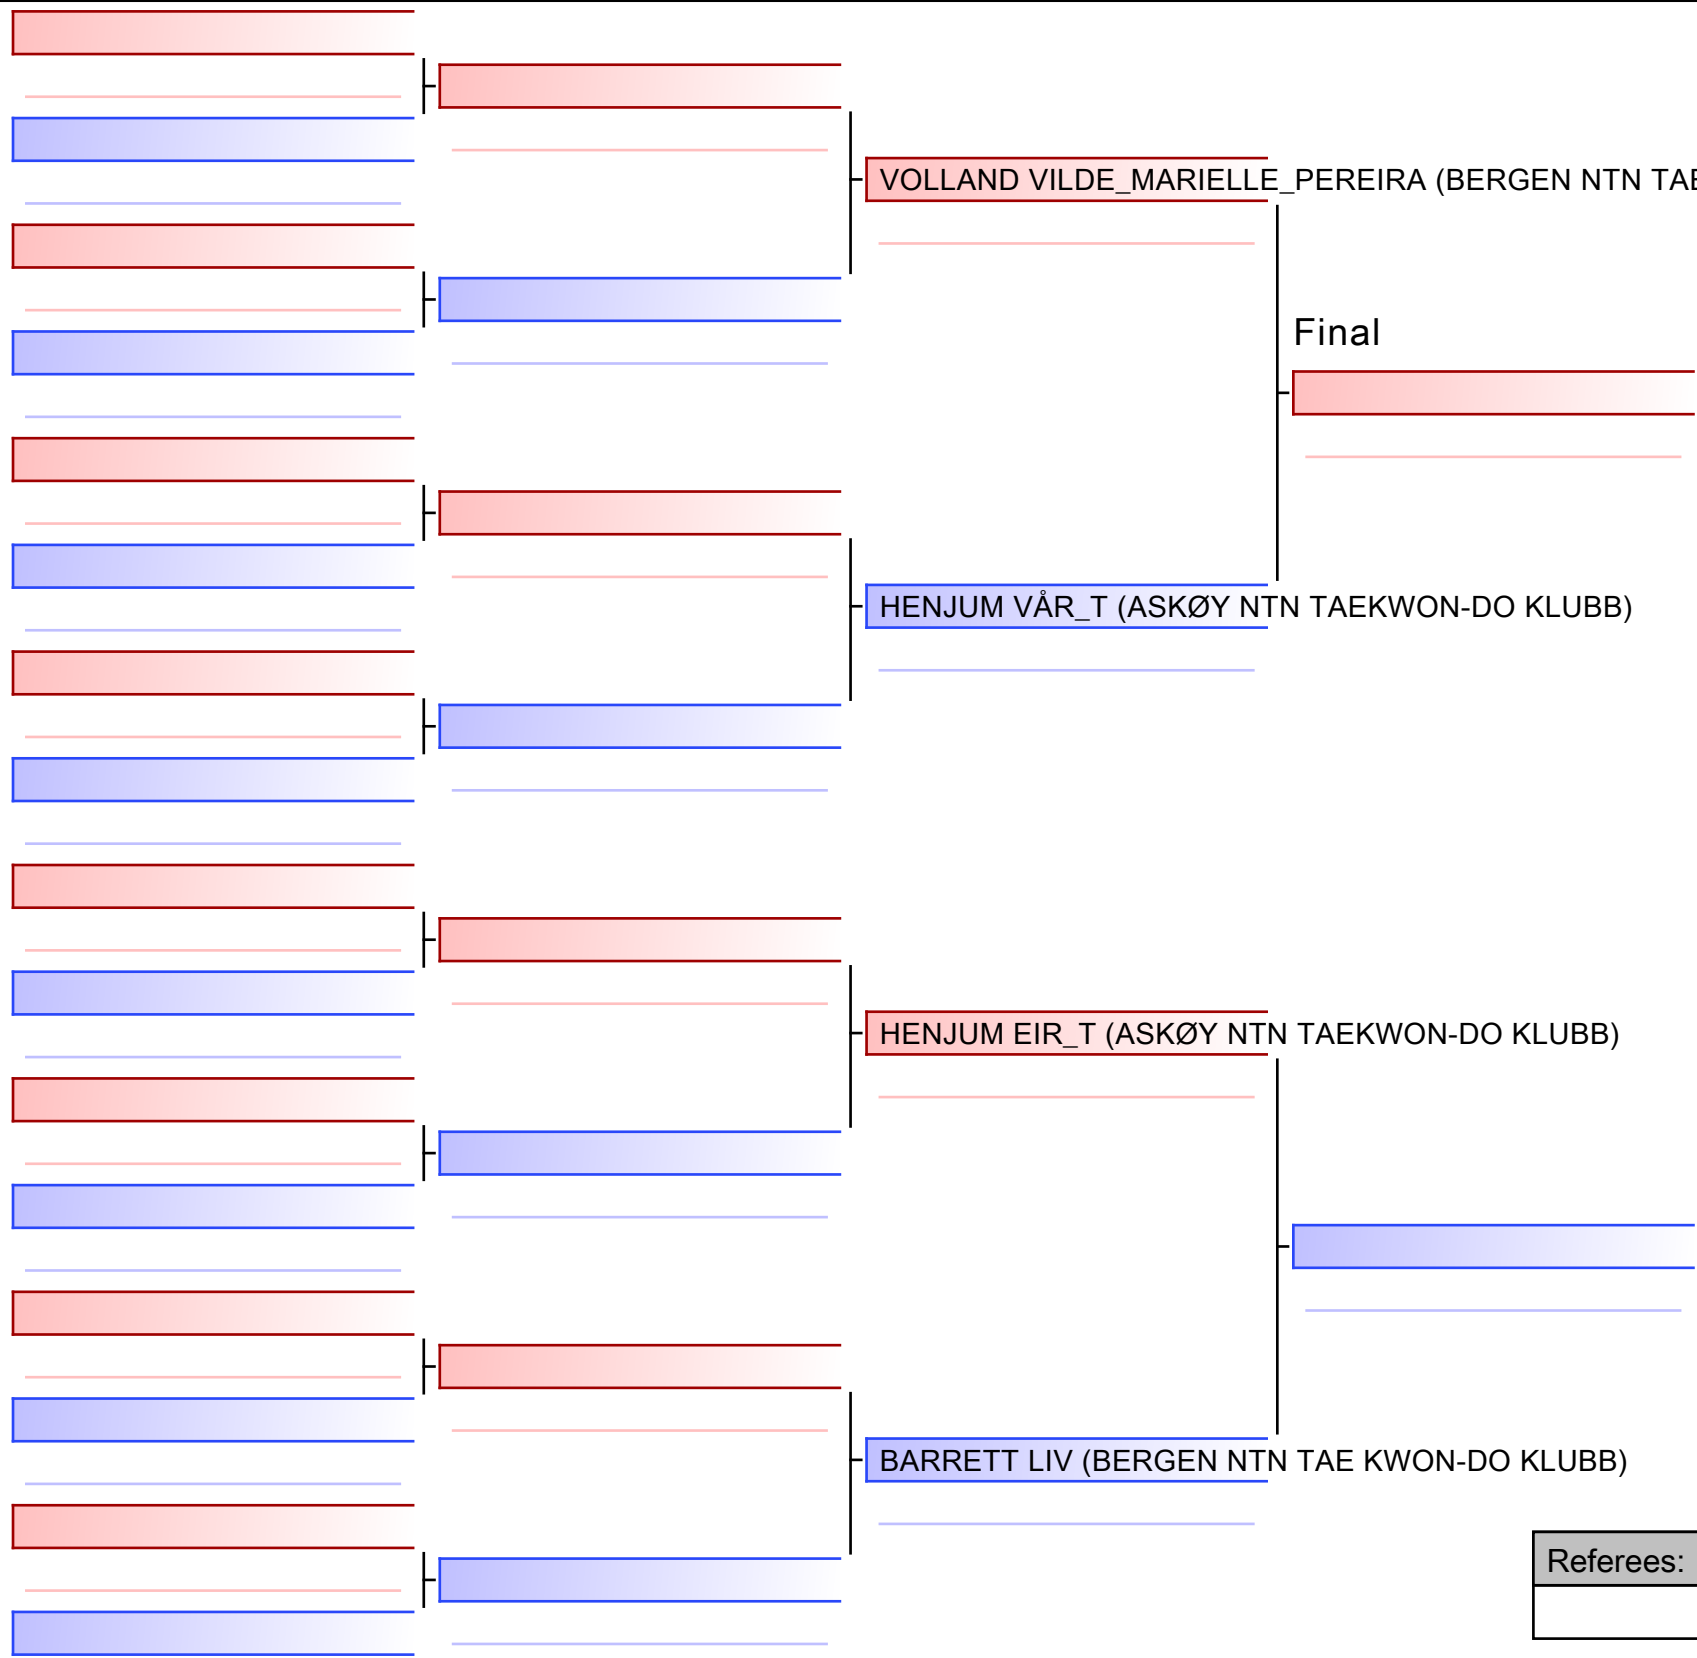 VOLLAND VILDE_MARIELLE_PEREIRA (BERGEN NTN
Final
HENJUM VÅR_T (ASKØY NTN TAEKWON-DO KLUBB)
HENJUM EIR_T (ASKØY NTN TAEKWON-DO KLUBB)
BARRETT LIV (BERGEN NTN TAE KWON-DO KLUBB)
Referees: